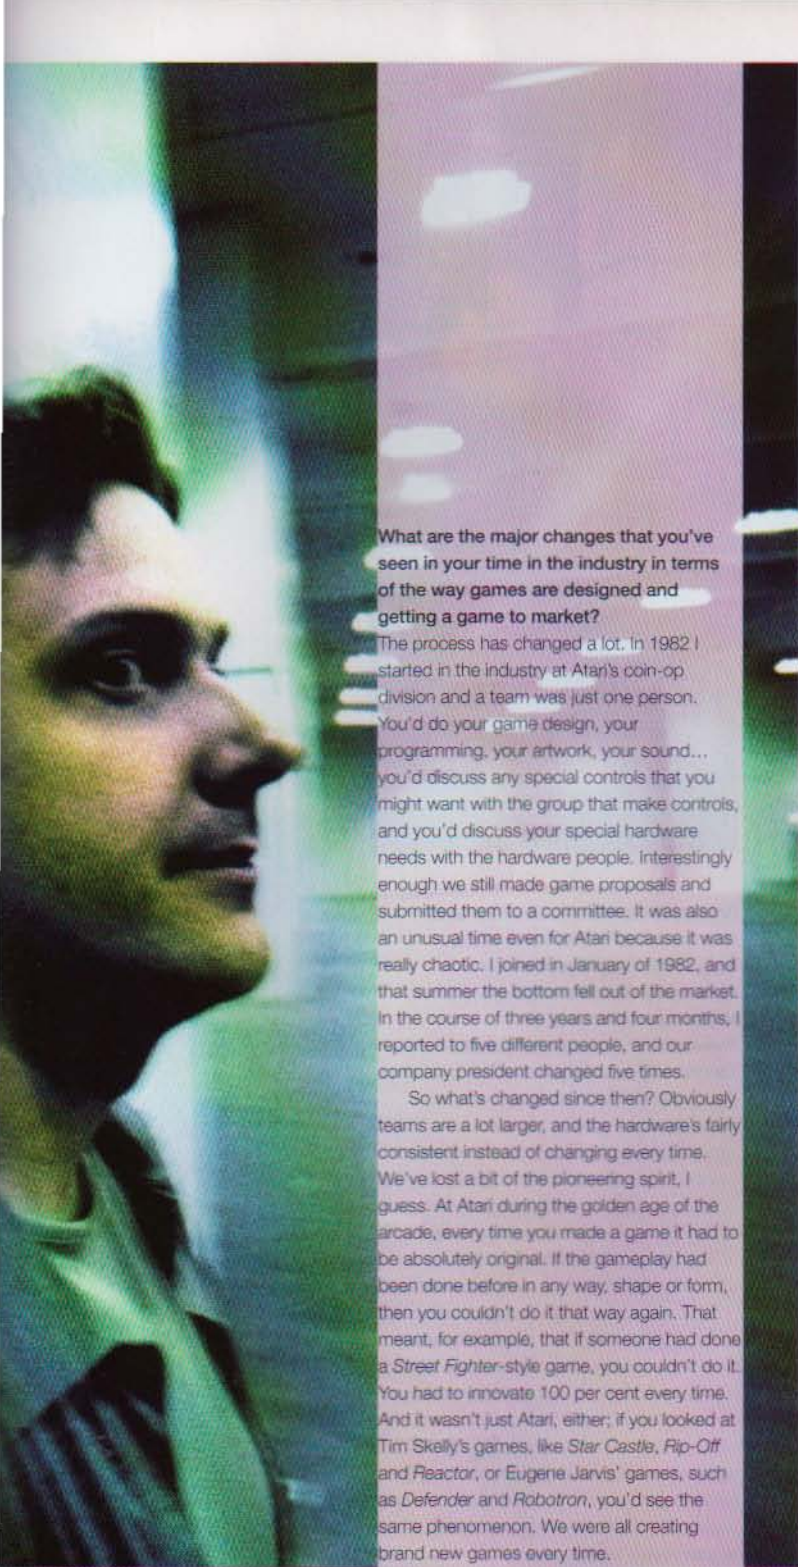 What are the major changes that you've
seen in your time in the industry in terms
of the way games are designed and
getting a game to market?
The process has changed a lot. In 1982 I
started in the industry at Atari's coin-op
division and a team was just one person.
You'd do your game design, your
programming, your artwork, your sound...
you'd discuss any special controls that you
might want with the group that make controls,
and you'd discuss your special hardware
needs with the hardware people. Interestingly
enough we still made game proposals and
submitted them to a committee. It was also
an unusual time even for Atari because it was
really chaotic. I joined in January of 1982, and
that summer the bottom fell out of the market.
In the course of three years and four months, I
reported to five different people, and our
company president changed five times.
So what's changed since then? Obviously
teams are a lot larger, and the hardware's fairly
consistent instead of changing every time.
We've lost a bit of the pioneering spirit, I
guess. At Atari during the golden age of the
arcade, every time you made a game it had to
be absolutely original. If the gameplay had
been done before in any way, shape or form,
then you couldn't do it that way again. That
meant, for example, that if someone had done
a Street Fighter-style game, you couldn't do it.
You had to innovate 100 per cent every time.
And it wasn't just Atari, either; if you looked at
Tim Skelly's games, like Star Castle, Rip-Off
and Reactor, or Eugene Jarvis' games, such
as Defender and Robotron, you'd see the
same phenomenon. We were all creating
brand new games every time.